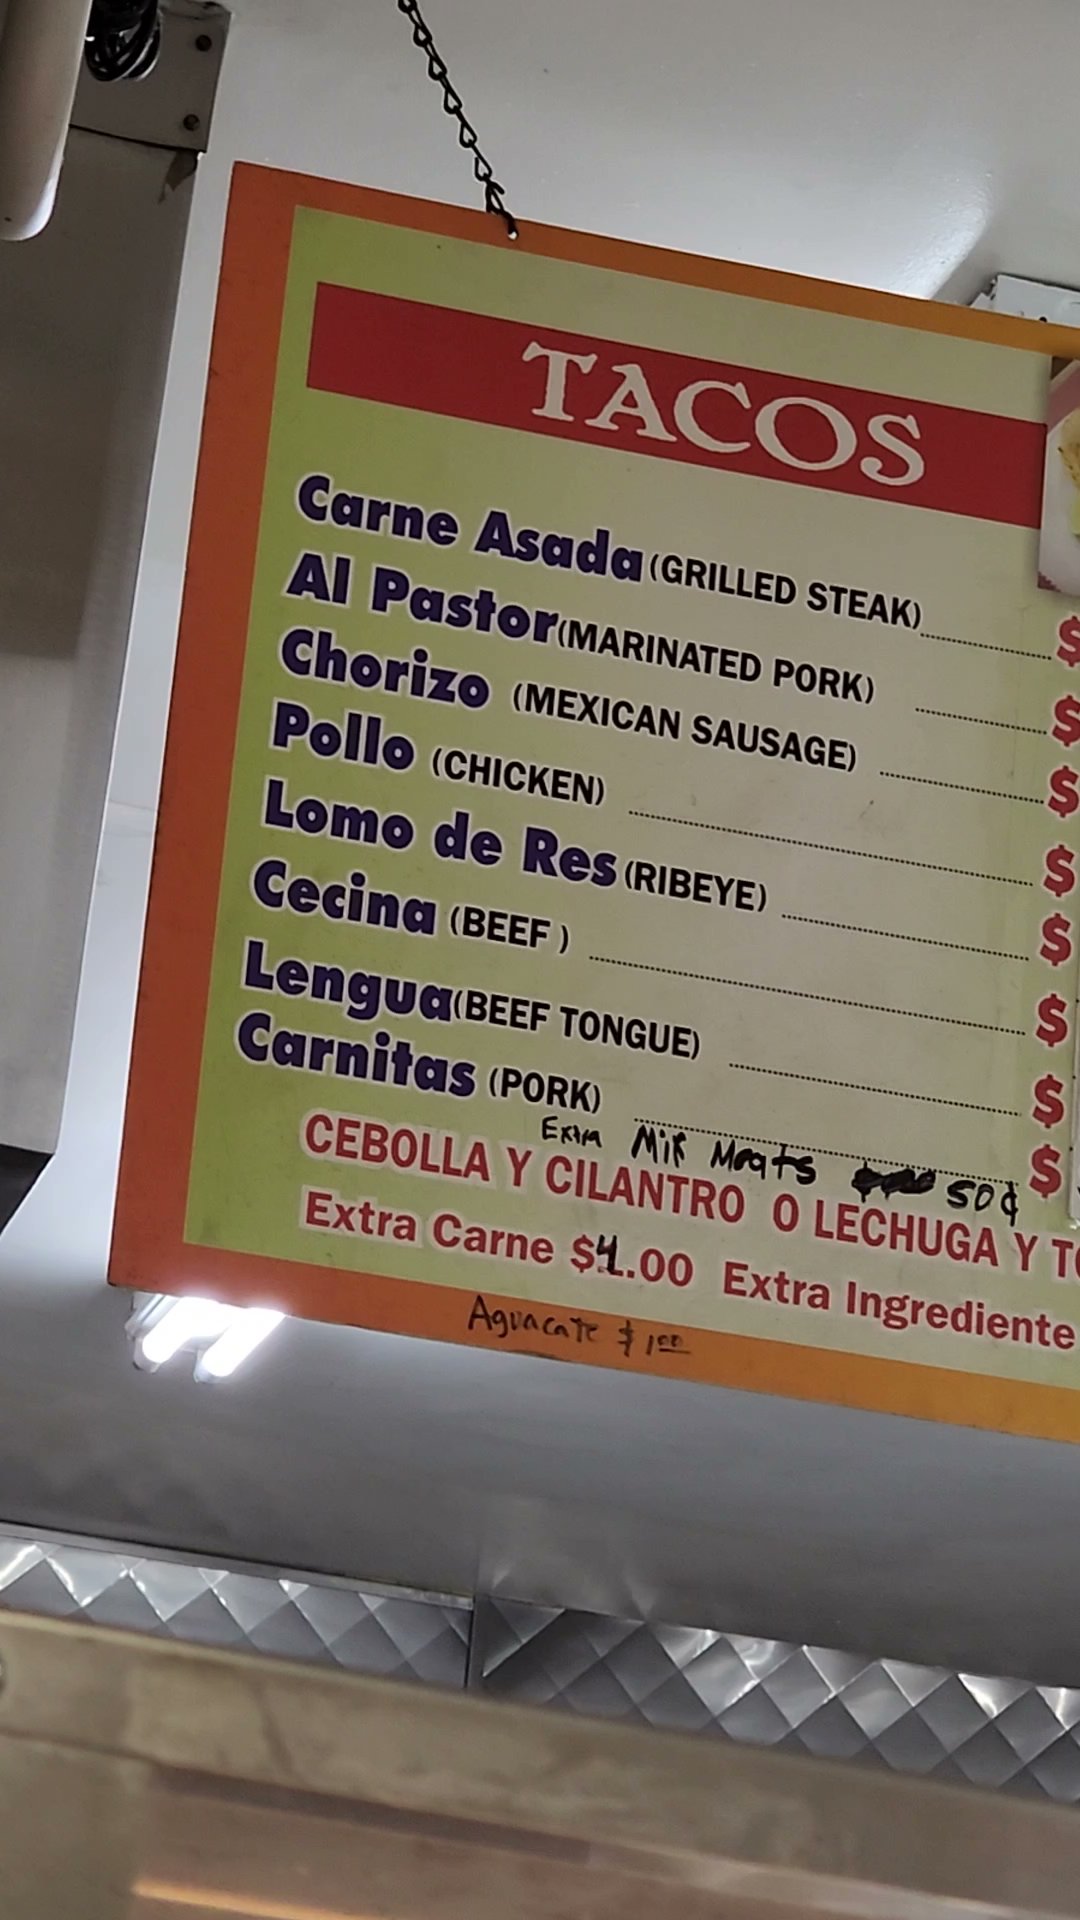 TACOS
Carne Asada (GRILLED STEAK) $
Al Pastor (MARINATED PORK) $
Chorizo (MEXICAN SAUSAGE) $
Pollo (CHICKEN) $
Lomo de Res (RIBEYE) $
Cecina (BEEF ) $
Lengua (BEEF TONGUE) $
Carnitas (PORK) $
Extra Mix Meats 50¢
CEBOLLA Y CILANTRO O LECHUGA Y
Extra Carne $4.00 Extra Ingrediente
Aguacate $1.00